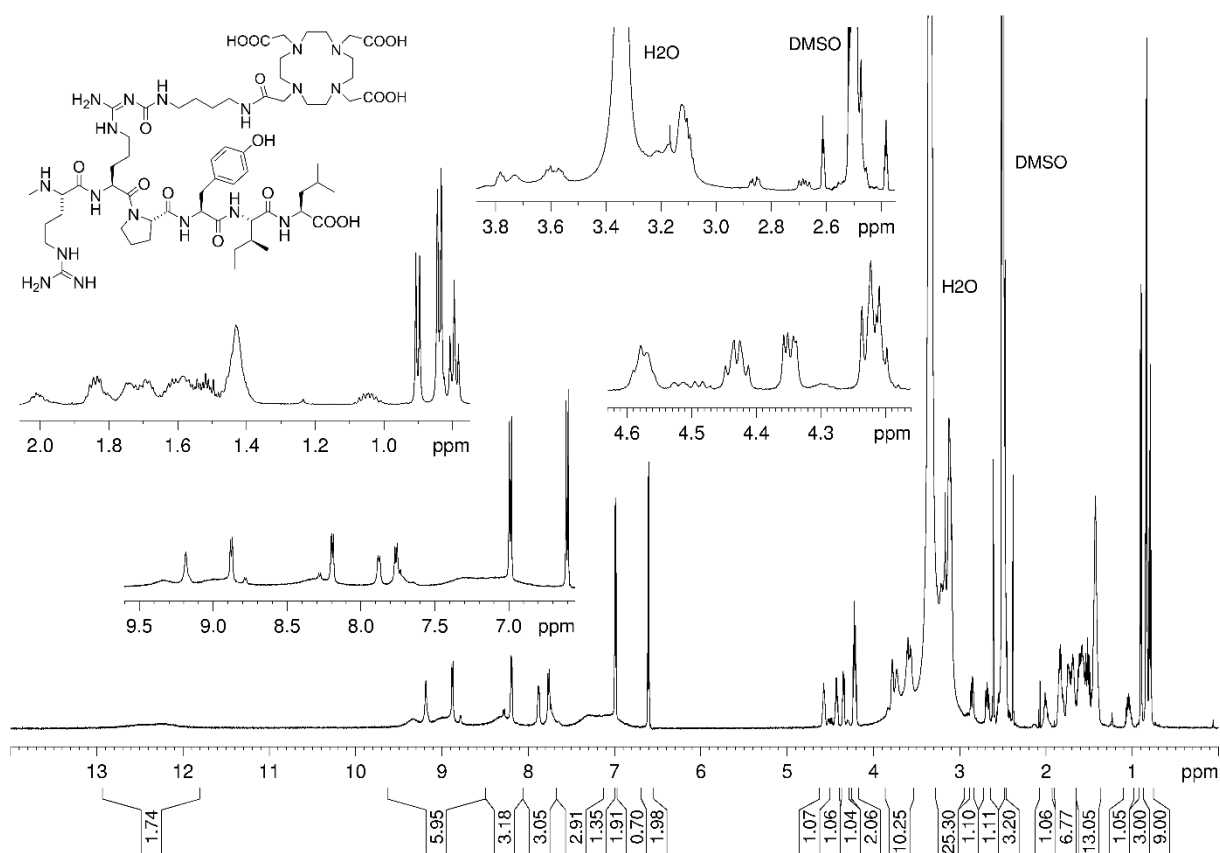 HOOC N N COOH
H2N N H N O N N COOH
HN O N H O
OH
H N O N H O N O N H O H N O N H COOH
HN
H2N NH
H2O
DMSO
3.8 3.6 3.4 3.2 3.0 2.8 2.6 ppm
H2O
DMSO
4.6 4.5 4.4 4.3 ppm
2.0 1.8 1.6 1.4 1.2 1.0 ppm
9.5 9.0 8.5 8.0 7.5 7.0 ppm
13 12 11 10 9 8 7 6 5 4 3 2 1 ppm
1.74 5.95 3.18 3.05 2.91 1.35 1.91 0.70 1.98 1.07 1.06 1.04 2.06 10.25 25.30 1.10 1.11 3.20 1.06 6.77 13.05 1.05 3.00 9.00